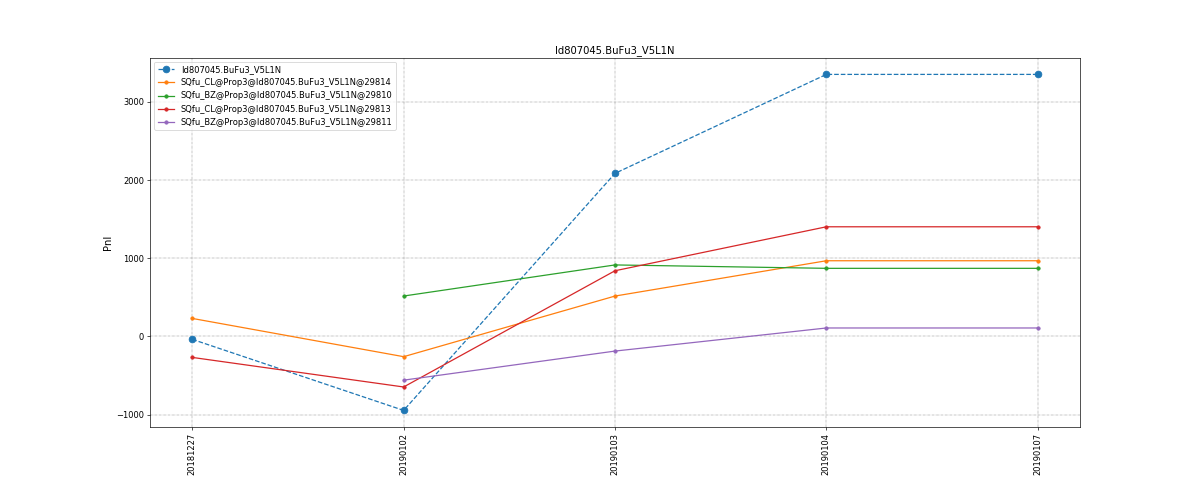 Id807045.BuFu3_V5L1N
Id807045.BuFu3_V5L1N
SQfu_CL@Prop3@Id807045.BuFu3_V5L1N@29814
SQfu_BZ@Prop3@Id807045.BuFu3_V5L1N@29810
SQfu_CL@Prop3@Id807045.BuFu3_V5L1N@29813
SQfu_BZ@Prop3@Id807045.BuFu3_V5L1N@29811
3000
2000
1000
0
−1000
Pnl
20181227
20190102
20190103
20190104
20190107